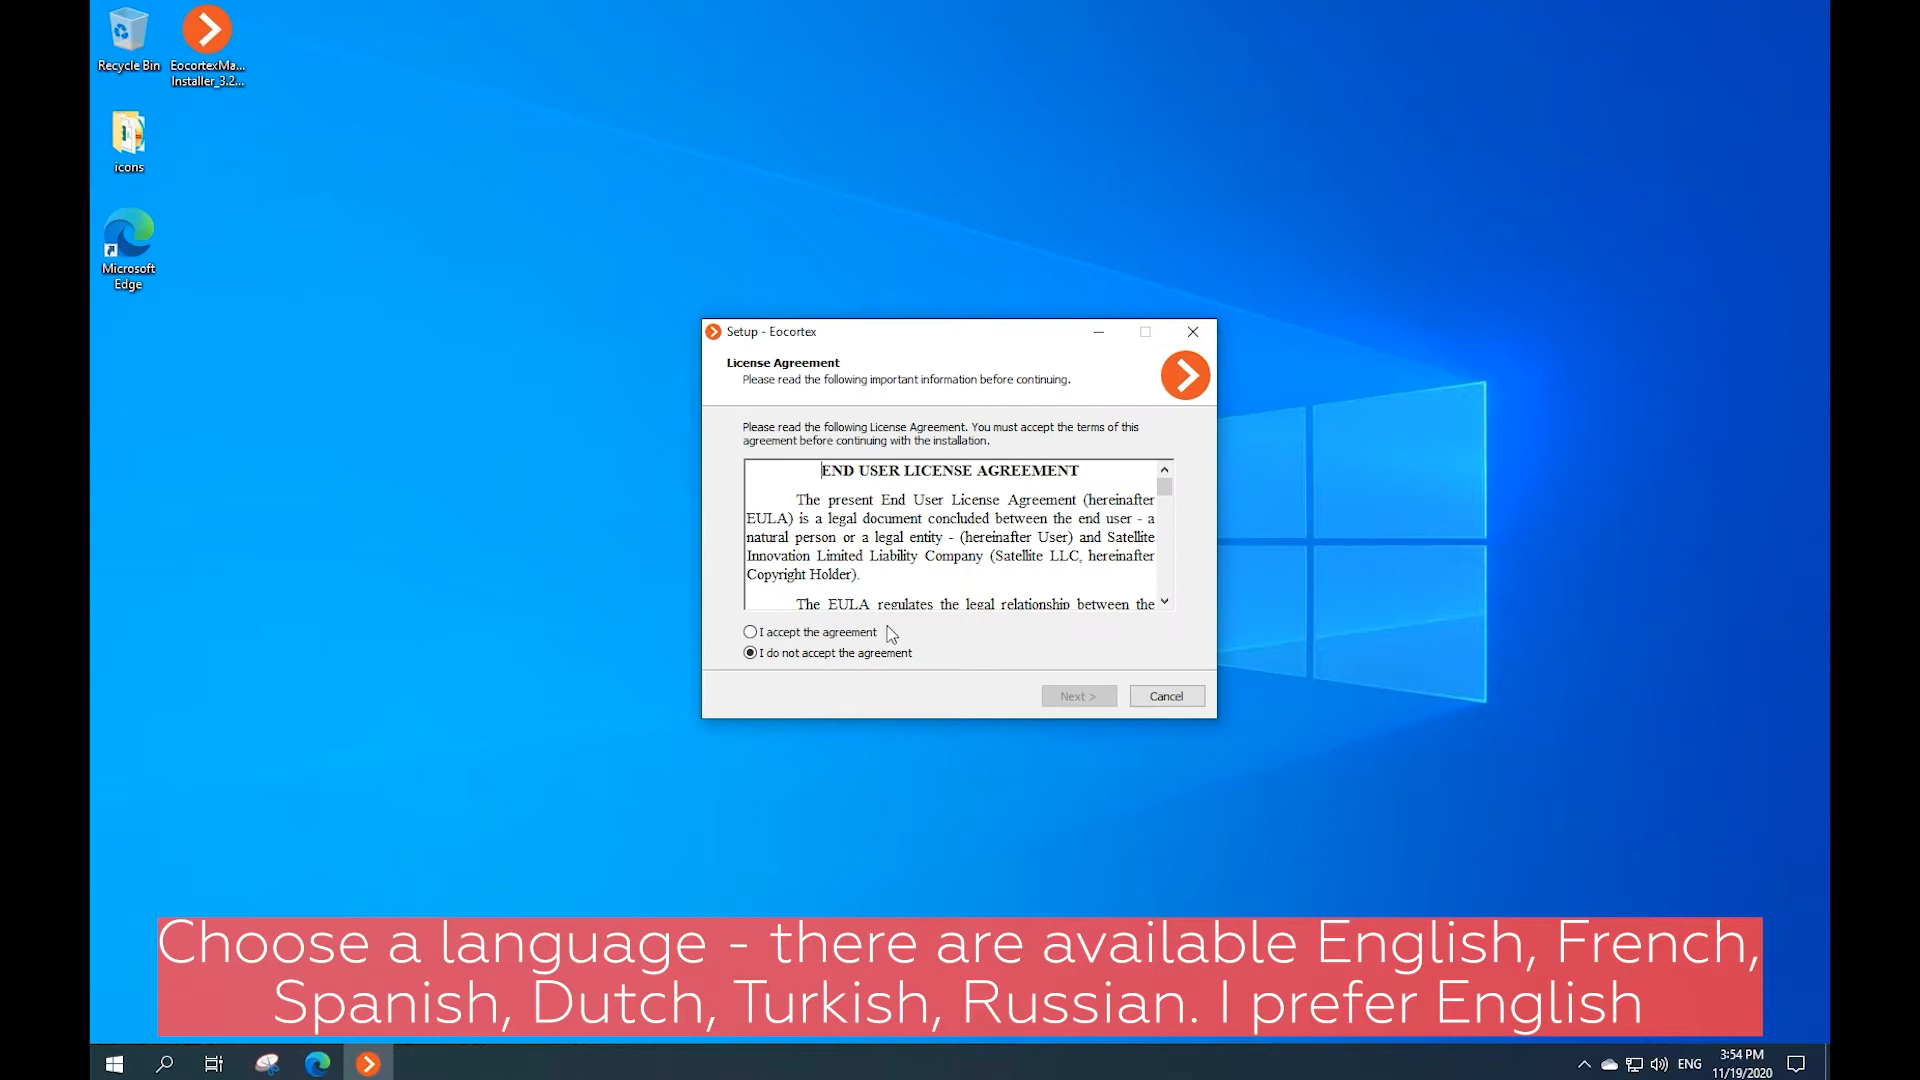 Recycle Bin
EocortexMa...
Installer_3.2...
icons
Microsoft
Edge
Setup - Eocortex
License Agreement
Please read the following important information before continuing.
Please read the following License Agreement. You must accept the terms of this
agreement before continuing with the installation.
END USER LICENSE AGREEMENT
The present End User License Agreement (hereinafter
EULA) is a legal document concluded between the end user - a
natural person or a legal entity - (hereinafter User) and Satellite
Innovation Limited Liability Company (Satellite LLC, hereinafter
Copyright Holder).
The EULA regulates the legal relationship between the
I accept the agreement
I do not accept the agreement
Next >
Cancel
Choose a language - there are available English, French,
Spanish, Dutch, Turkish, Russian. I prefer English
ENG
3:54 PM
11/19/2020